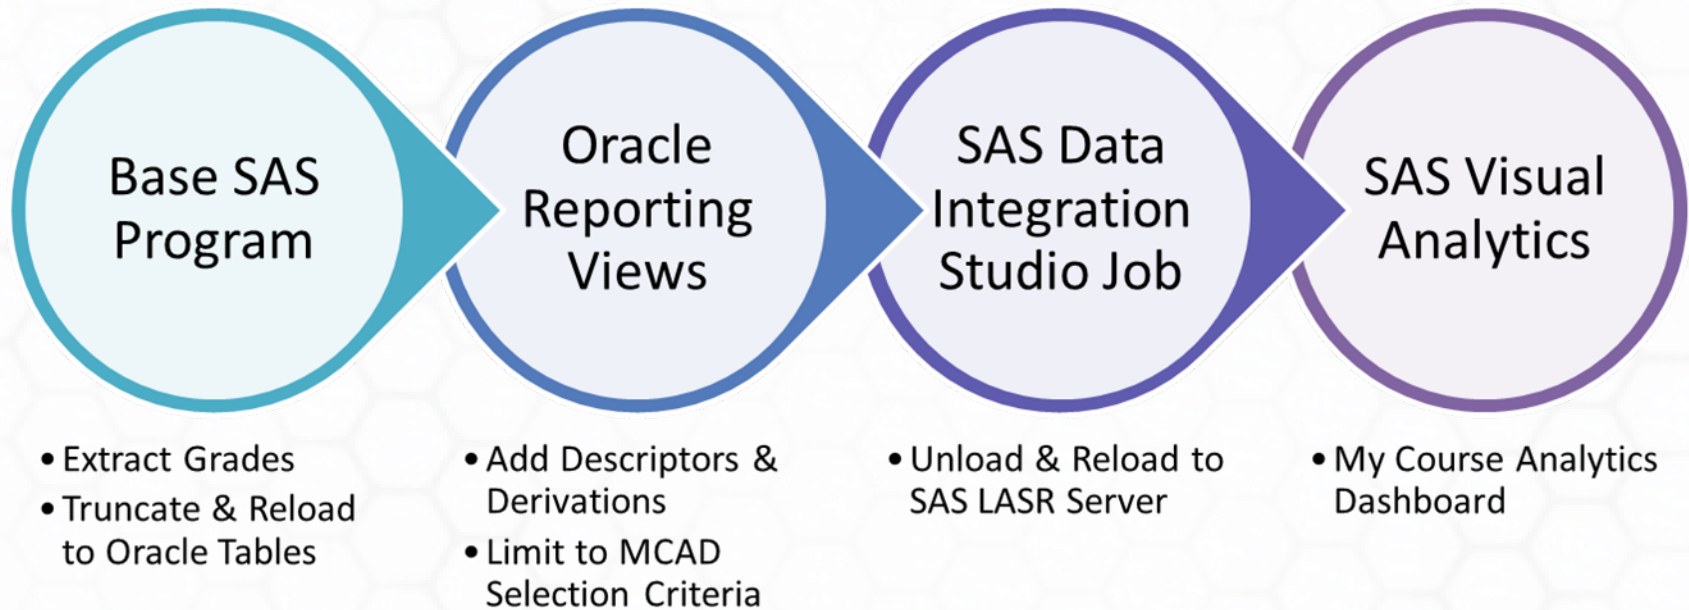 Base SAS
Program
Oracle
Reporting
Views
SAS Data
Integration
Studio Job
SAS Visual
Analytics
• Extract Grades
• Truncate & Reload
to Oracle Tables
• Add Descriptors &
Derivations
• Limit to MCAD
Selection Criteria
• Unload & Reload to
SAS LASR Server
• My Course Analytics
Dashboard